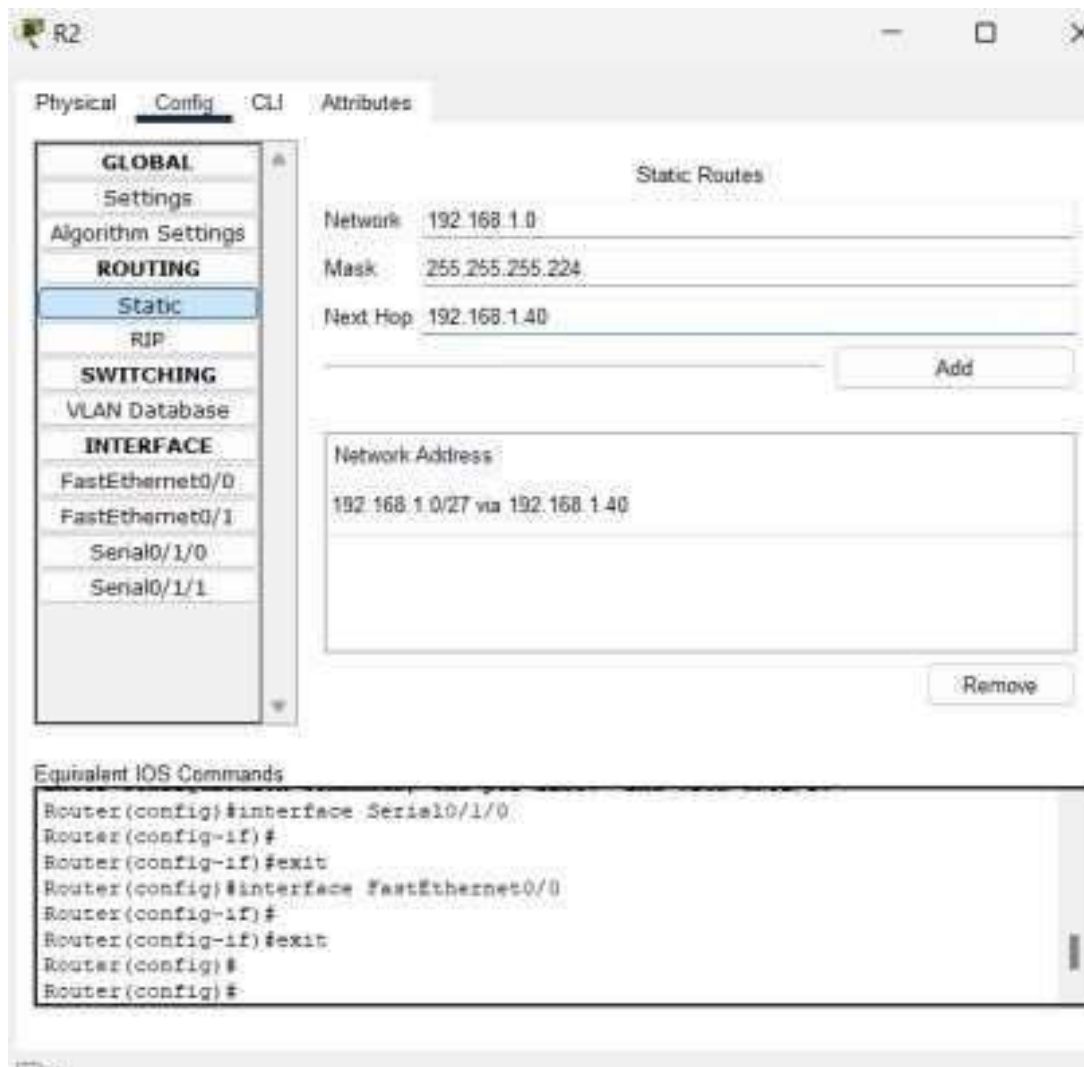 R2
Physical Config CLI Attributes
GLOBAL
Settings
Algorithm Settings
ROUTING
Static
RIP
SWITCHING
VLAN Database
INTERFACE
FastEthernet0/0
FastEthernet0/1
Serial0/1/0
Serial0/1/1
Static Routes
Network 192.168.1.0
Mask 255.255.255.224
Next Hop 192.168.1.40
Add
Network Address
192.168.1.0/27 via 192.168.1.40
Remove
Equivalent IOS Commands
Router(config)#interface Serial0/1/0
Router(config-if)#
Router(config-if)#exit
Router(config)#interface FastEthernet0/0
Router(config-if)#
Router(config-if)#exit
Router(config)#
Router(config)#